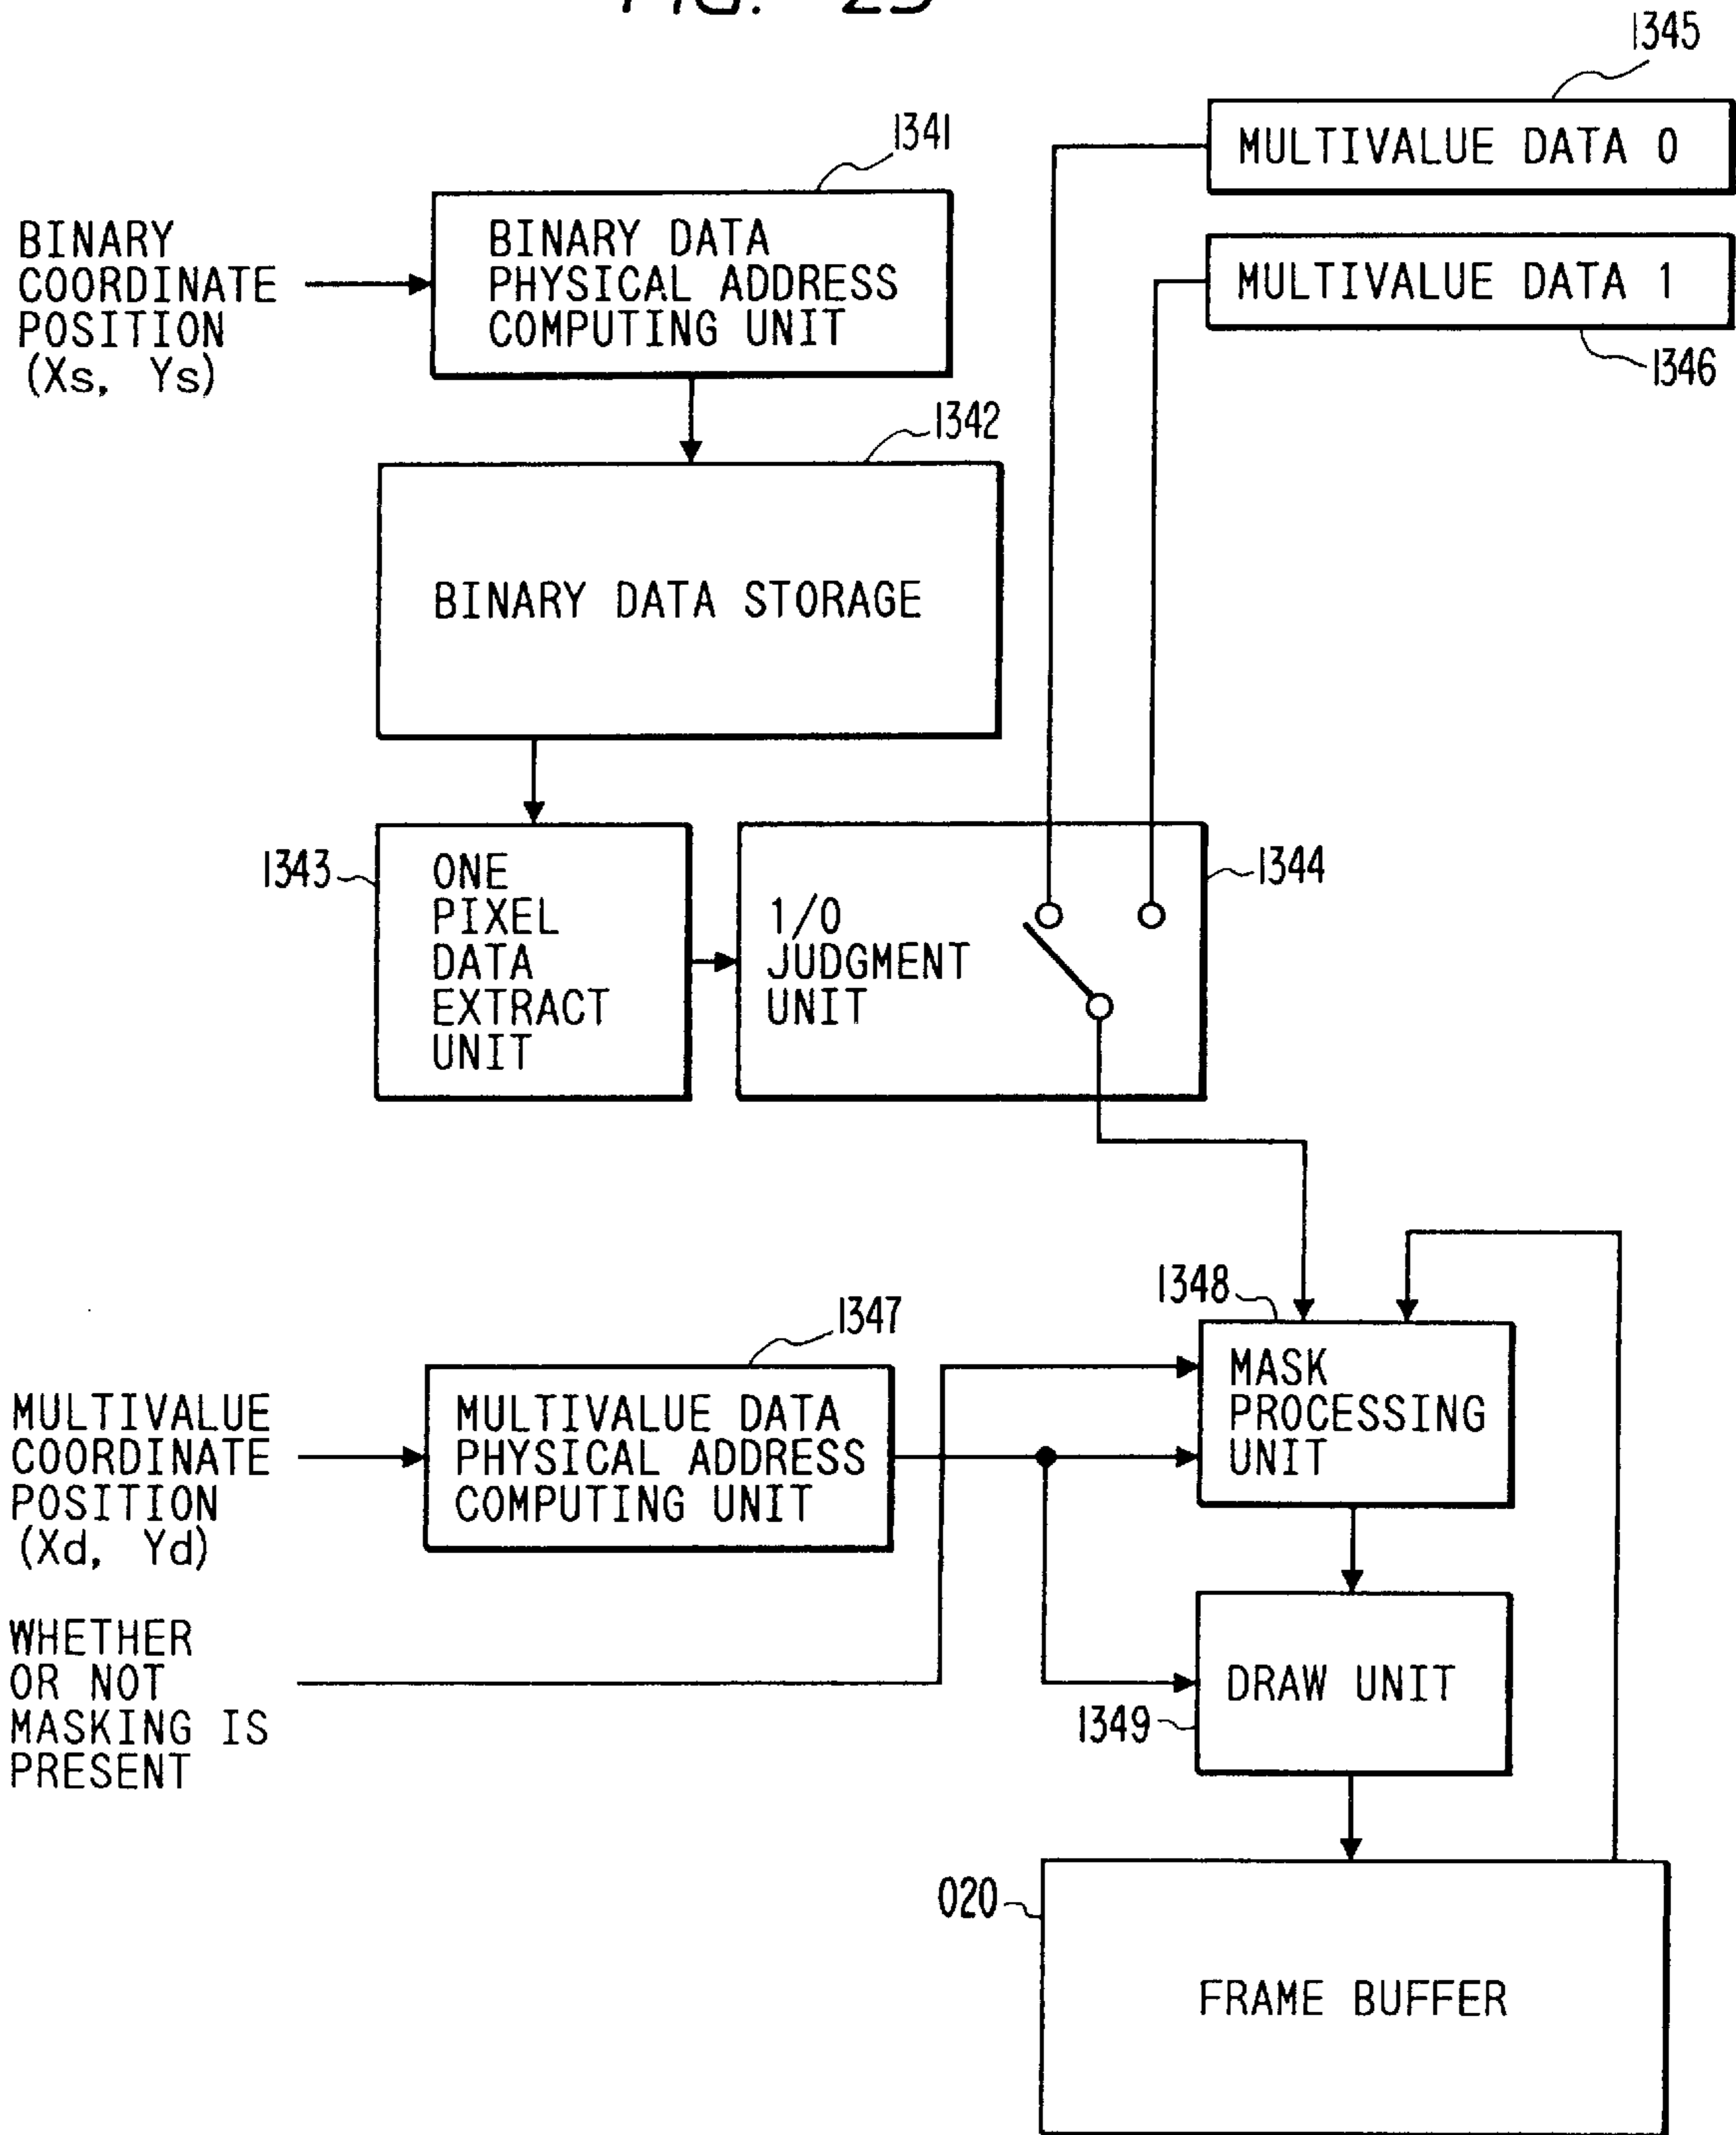 1345
MULTIVALUE DATA 0
1341
BINARY
COORDINATE
POSITION
(Xs, Ys)
BINARY DATA
PHYSICAL ADDRESS
COMPUTING UNIT
MULTIVALUE DATA 1
1346
1342
BINARY DATA STORAGE
1343
ONE
PIXEL
DATA
EXTRACT
UNIT
1/0
JUDGMENT
UNIT
1344
1348
MASK
PROCESSING
UNIT
1347
MULTIVALUE
COORDINATE
POSITION
(Xd, Yd)
MULTIVALUE DATA
PHYSICAL ADDRESS
COMPUTING UNIT
WHETHER
OR NOT
MASKING IS
PRESENT
DRAW UNIT
1349
020
FRAME BUFFER